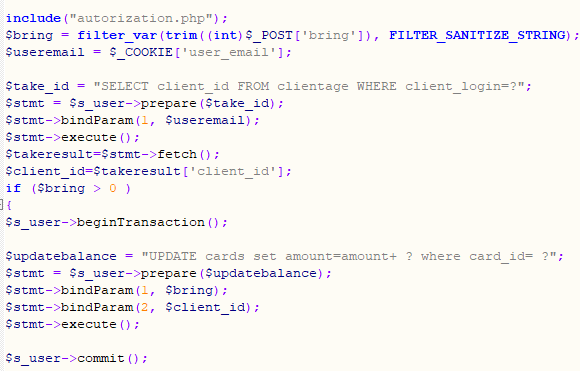 include("autorization.php");
$bring = filter_var(trim((int)$_POST['bring']), FILTER_SANITIZE_STRING);
$useremail = $_COOKIE['user_email'];
$take_id = "SELECT client_id FROM clientage WHERE client_login=?";
$stmt = $s_user->prepare($take_id);
$stmt->bindParam(1, $useremail);
$stmt->execute();
$takeresult=$stmt->fetch();
$client_id=$takeresult['client_id'];
if ($bring > 0 )
{
$s_user->beginTransaction();
$updatebalance = "UPDATE cards set amount=amount+ ? where card_id= ?";
$stmt = $s_user->prepare($updatebalance);
$stmt->bindParam(1, $bring);
$stmt->bindParam(2, $client_id);
$stmt->execute();
$s_user->commit();